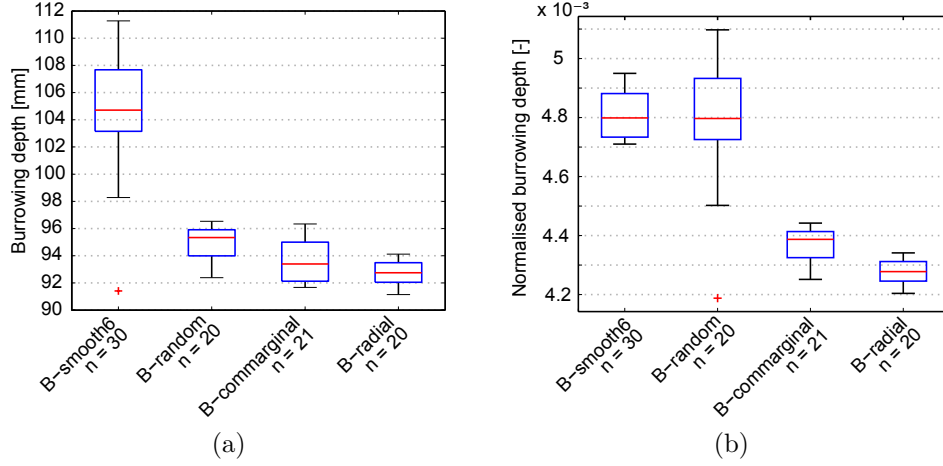 112
110
108
106
104
102
100
98
96
94
92
90
Burrowing depth [mm]
B−smooth6
n = 30
B−random
n = 20
B−commarginal
n = 21
B−radial
n = 20
(a)
x 10⁻³
5
4.8
4.6
4.4
4.2
Normalised burrowing depth [-]
B−smooth6
n = 30
B−random
n = 20
B−commarginal
n = 21
B−radial
n = 20
(b)